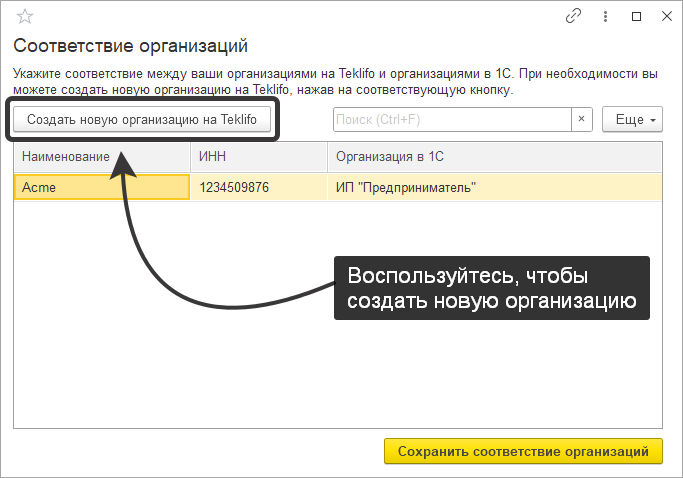 Соответствие организаций
Укажите соответствие между ваши организациями на Teklifo и организациями в 1С. При необходимости вы
можете создать новую организацию на Teklifo, нажав на соответствующую кнопку.
Создать новую организацию на Teklifo
Поиск (Ctrl+F)
×
Еще
Наименование ИНН Организация в 1С
Acme 1234509876 ИП "Предприниматель"
Воспользуйтесь, чтобы
создать новую организацию
Сохранить соответствие организаций